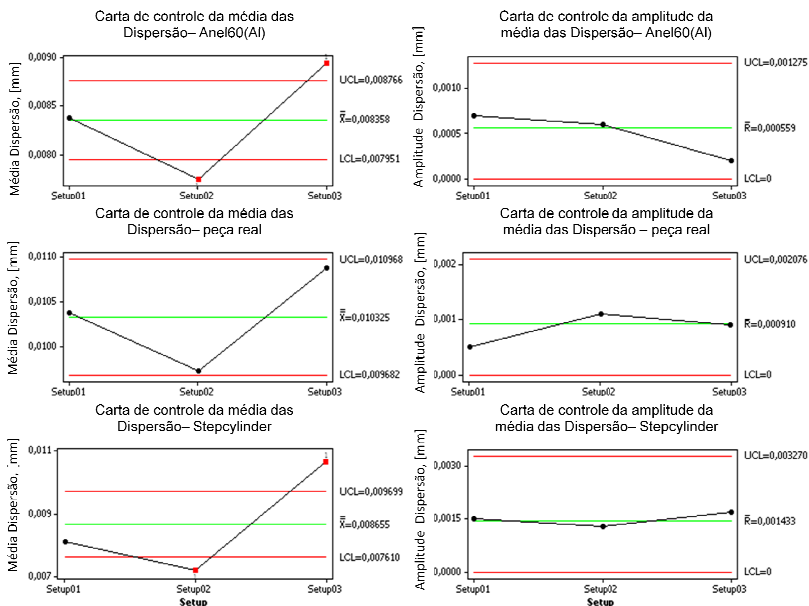 Carta de controle da média das
Dispersão– Anel60(Al)
Média Dispersão, [mm]
0,0090
0,0085
0,0080
UCL=0,008766
X=0,008358
LCL=0,007951
Setup01
Setup02
Setup03
Carta de controle da amplitude da
média das Dispersão– Anel60(Al)
Amplitude Dispersão, [mm]
0,0010
0,0005
0,0000
UCL=0,001275
R=0,000559
LCL=0
Setup01
Setup02
Setup03
Carta de controle da média das
Dispersão– peça real
Média Dispersão, [mm]
0,0110
0,0105
0,0100
UCL=0,010968
X=0,010325
LCL=0,009682
Setup01
Setup02
Setup03
Carta de controle da amplitude da
média das Dispersão – peça real
Amplitude Dispersão, [mm]
0,002
0,001
0,000
UCL=0,002076
R=0,000910
LCL=0
Setup01
Setup02
Setup03
Carta de controle da média das
Dispersão– Stepcylinder
Média Dispersão, [mm]
0,011
0,009
0,007
UCL=0,009699
X=0,008655
LCL=0,007610
Setup01
Setup02
Setup03
Setup
Carta de controle da amplitude da
média das Dispersão– Stepcylinder
Amplitude Dispersão, [mm]
0,0030
0,0015
0,0000
UCL=0,003270
R=0,001433
LCL=0
Setup01
Setup02
Setup03
Setup